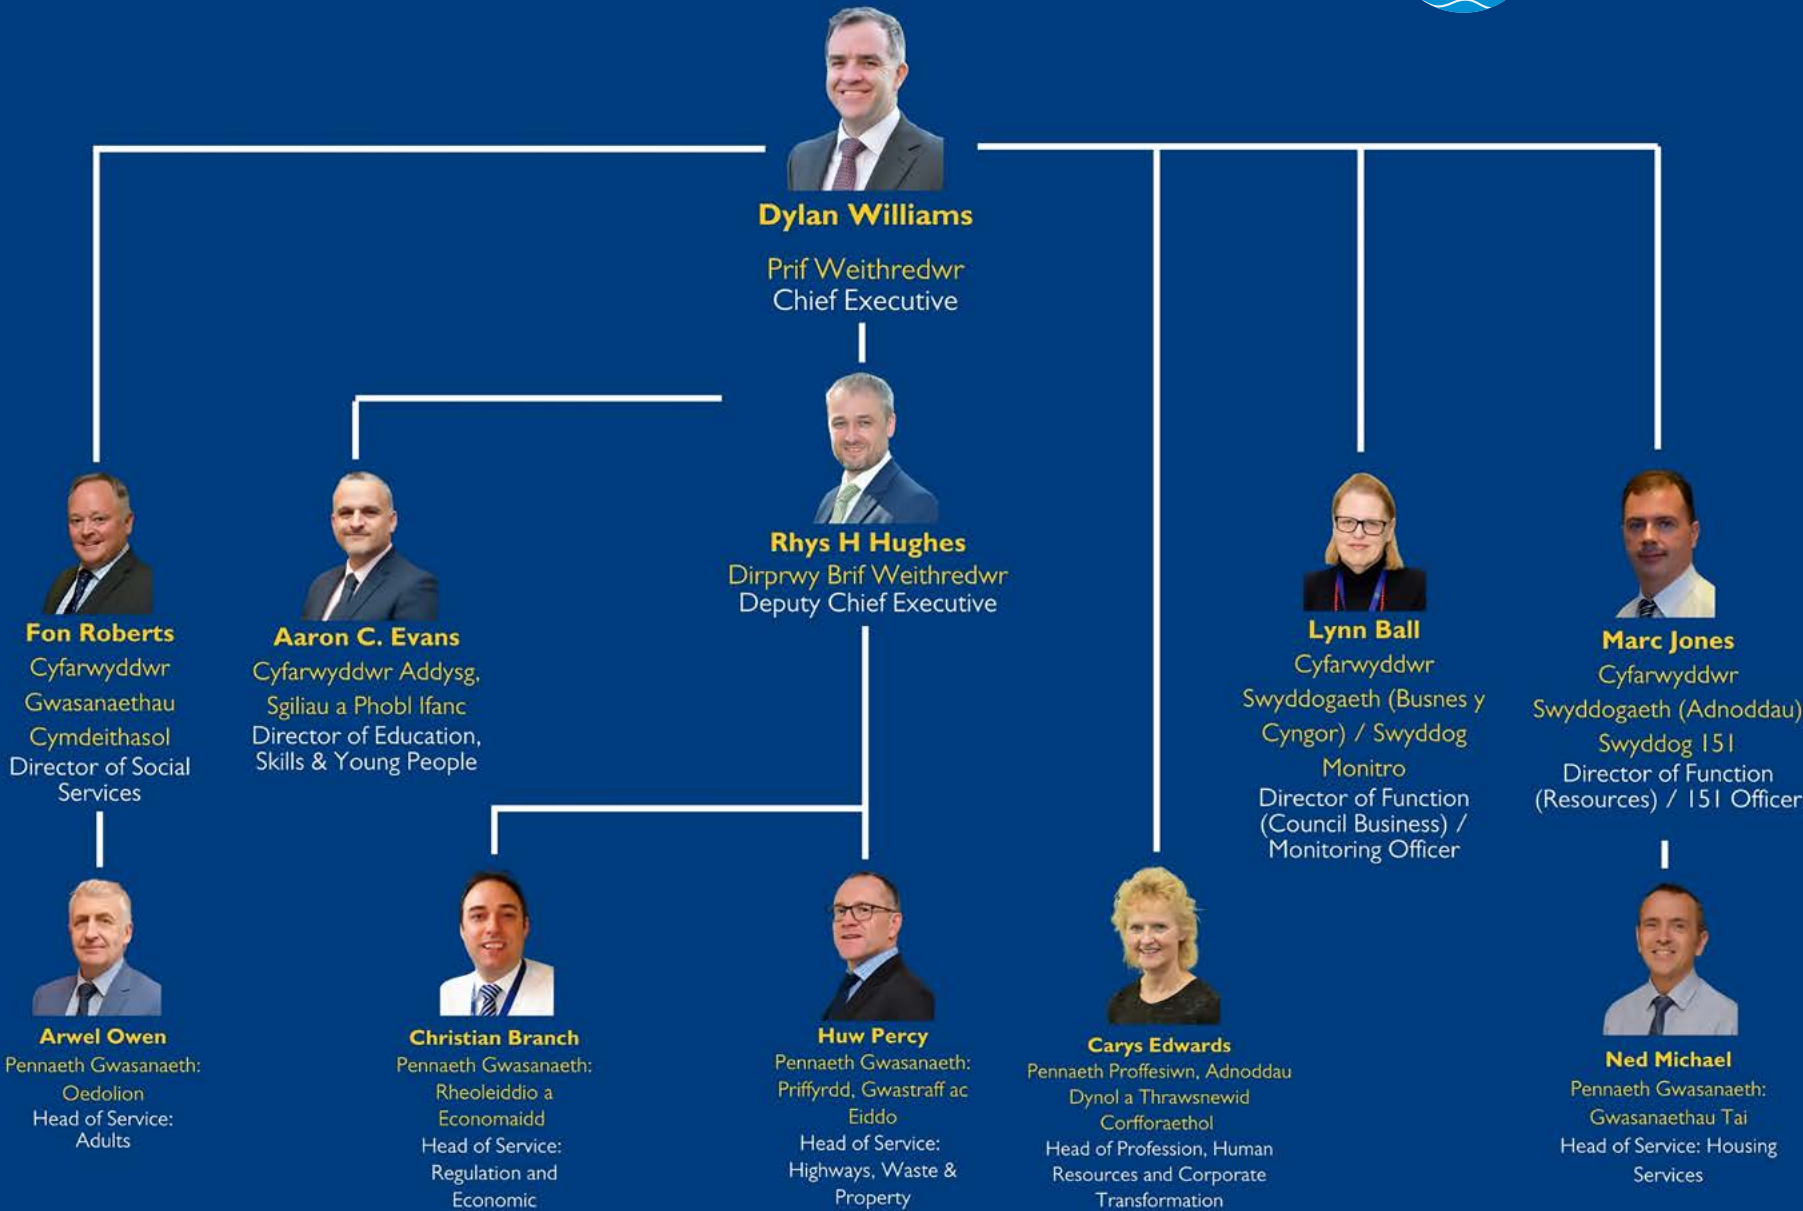 Dylan Williams
Prif Weithredwr
Chief Executive
Rhys H Hughes
Dirprwy Brif Weithredwr
Deputy Chief Executive
Fon Roberts
Cyfarwyddwr
Gwasanaethau
Cymdeithasol
Director of Social
Services
Aaron C. Evans
Cyfarwyddwr Addysg,
Sgiliau a Phobl Ifanc
Director of Education,
Skills & Young People
Lynn Ball
Cyfarwyddwr
Swyddogaeth (Busnes y
Cyngor) / Swyddog
Monitro
Director of Function
(Council Business) /
Monitoring Officer
Marc Jones
Cyfarwyddwr
Swyddogaeth (Adnoddau)
Swyddog 151
Director of Function
(Resources) / 151 Officer
Arwel Owen
Pennaeth Gwasanaeth:
Oedolion
Head of Service:
Adults
Christian Branch
Pennaeth Gwasanaeth:
Rheoleiddio a
Economaidd
Head of Service:
Regulation and
Economic
Huw Percy
Pennaeth Gwasanaeth:
Priffyrdd, Gwastraff ac
Eiddo
Head of Service:
Highways, Waste &
Property
Carys Edwards
Pennaeth Proffesiwn, Adnoddau
Dynol a Thrawsnewid
Corfforaethol
Head of Profession, Human
Resources and Corporate
Transformation
Ned Michael
Pennaeth Gwasanaeth:
Gwasanaethau Tai
Head of Service: Housing
Services